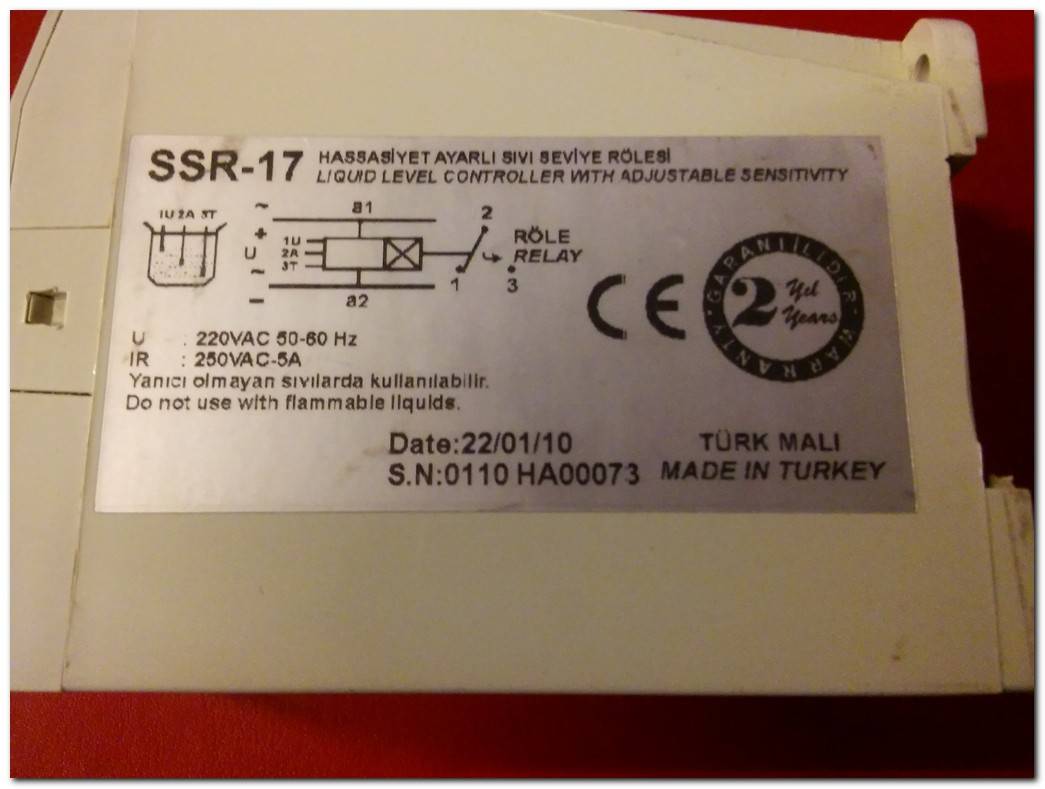 SSR-17 HASSASİYET AYARLI SIVI SEVİYE RÖLESİ
LIQUID LEVEL CONTROLLER WITH ADJUSTABLE SENSITIVITY
1U 2A 3T
~ a1
+
U
~
− a2
1U
2A
3T
2
1 3
RÖLE
RELAY
CE
GARANTİLİDİR · WARRANTY ·
2 Yıl
Years
U : 220VAC 50-60 Hz
IR : 250VAC-5A
Yanıcı olmayan sıvılarda kullanılabilir.
Do not use with flammable liquids.
Date:22/01/10 TÜRK MALI
S.N:0110 HA00073 MADE IN TURKEY